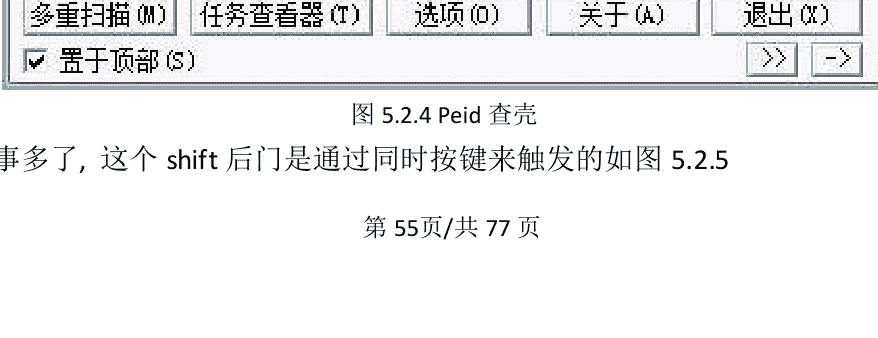 多重扫描(M) 任务查看器(T) 选项(O) 关于(A) 退出(X)
置于顶部(S) >> ->
图 5.2.4 Peid 查壳
事多了, 这个 shift 后门是通过同时按键来触发的如图 5.2.5
第 55页/共 77 页